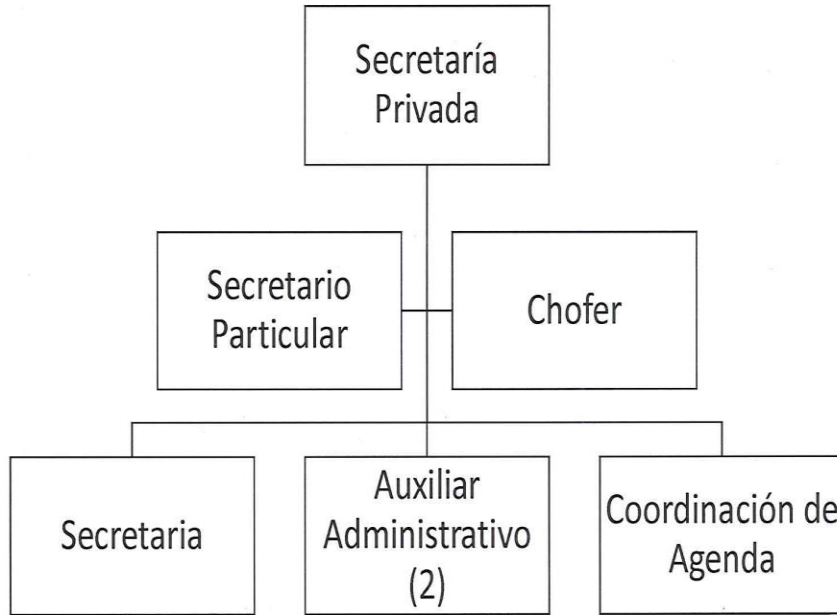 Secretaría
Privada
Secretario
Particular
Chofer
Secretaria
Auxiliar
Administrativo
(2)
Coordinación de
Agenda